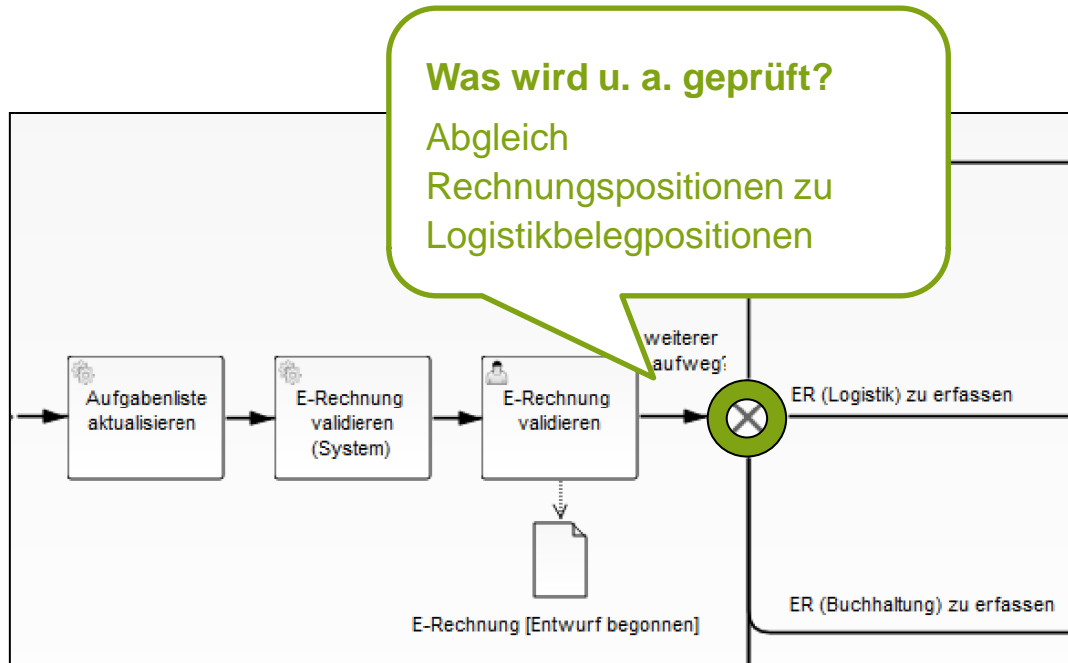 Was wird u. a. geprüft?
Abgleich
Rechnungspositionen zu
Logistikbelegpositionen
Aufgabenliste
aktualisieren
E-Rechnung
validieren
(System)
E-Rechnung
validieren
weiterer
aufweg?
ER (Logistik) zu erfassen
E-Rechnung [Entwurf begonnen]
ER (Buchhaltung) zu erfassen